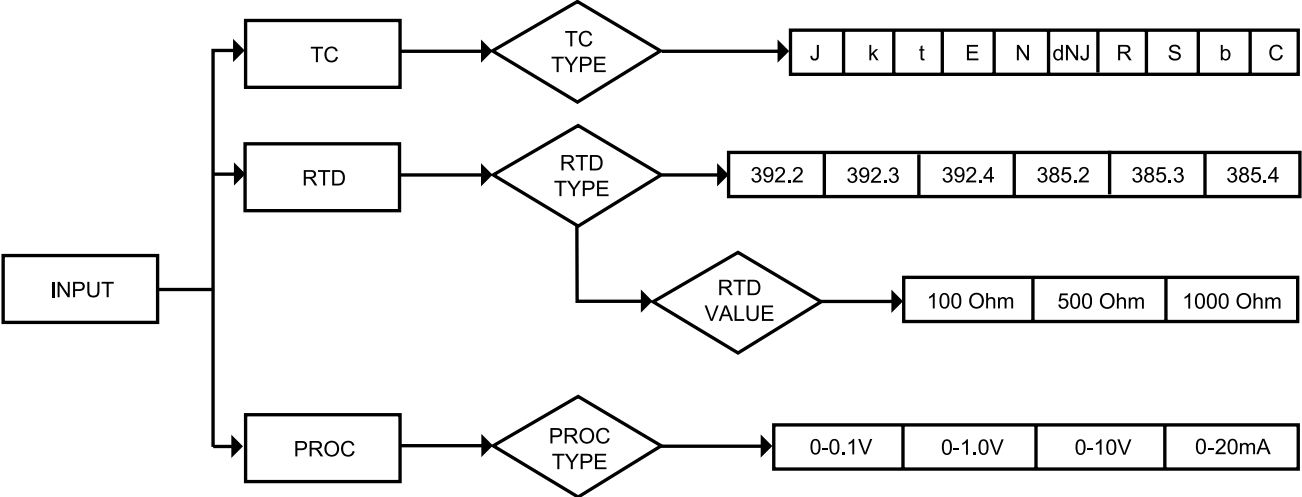 TC
TC
TYPE
J k t E N dNJ R S b C
RTD
RTD
TYPE
392.2 392.3 392.4 385.2 385.3 385.4
INPUT
RTD
VALUE
100 Ohm 500 Ohm 1000 Ohm
PROC
PROC
TYPE
0-0.1V 0-1.0V 0-10V 0-20mA